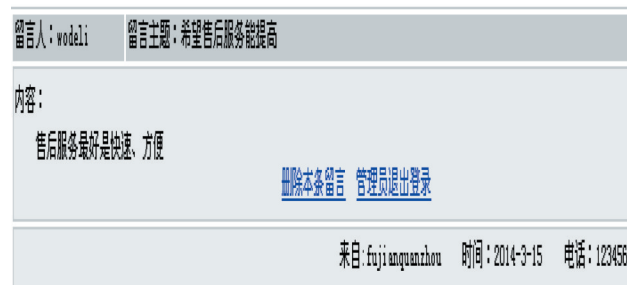 留言人：wodeli 留言主题：希望售后服务能提高
内容：
售后服务最好是快速、方便
删除本条留言 管理员退出登录
来自:fujianquanzhou 时间：2014-3-15 电话：123456